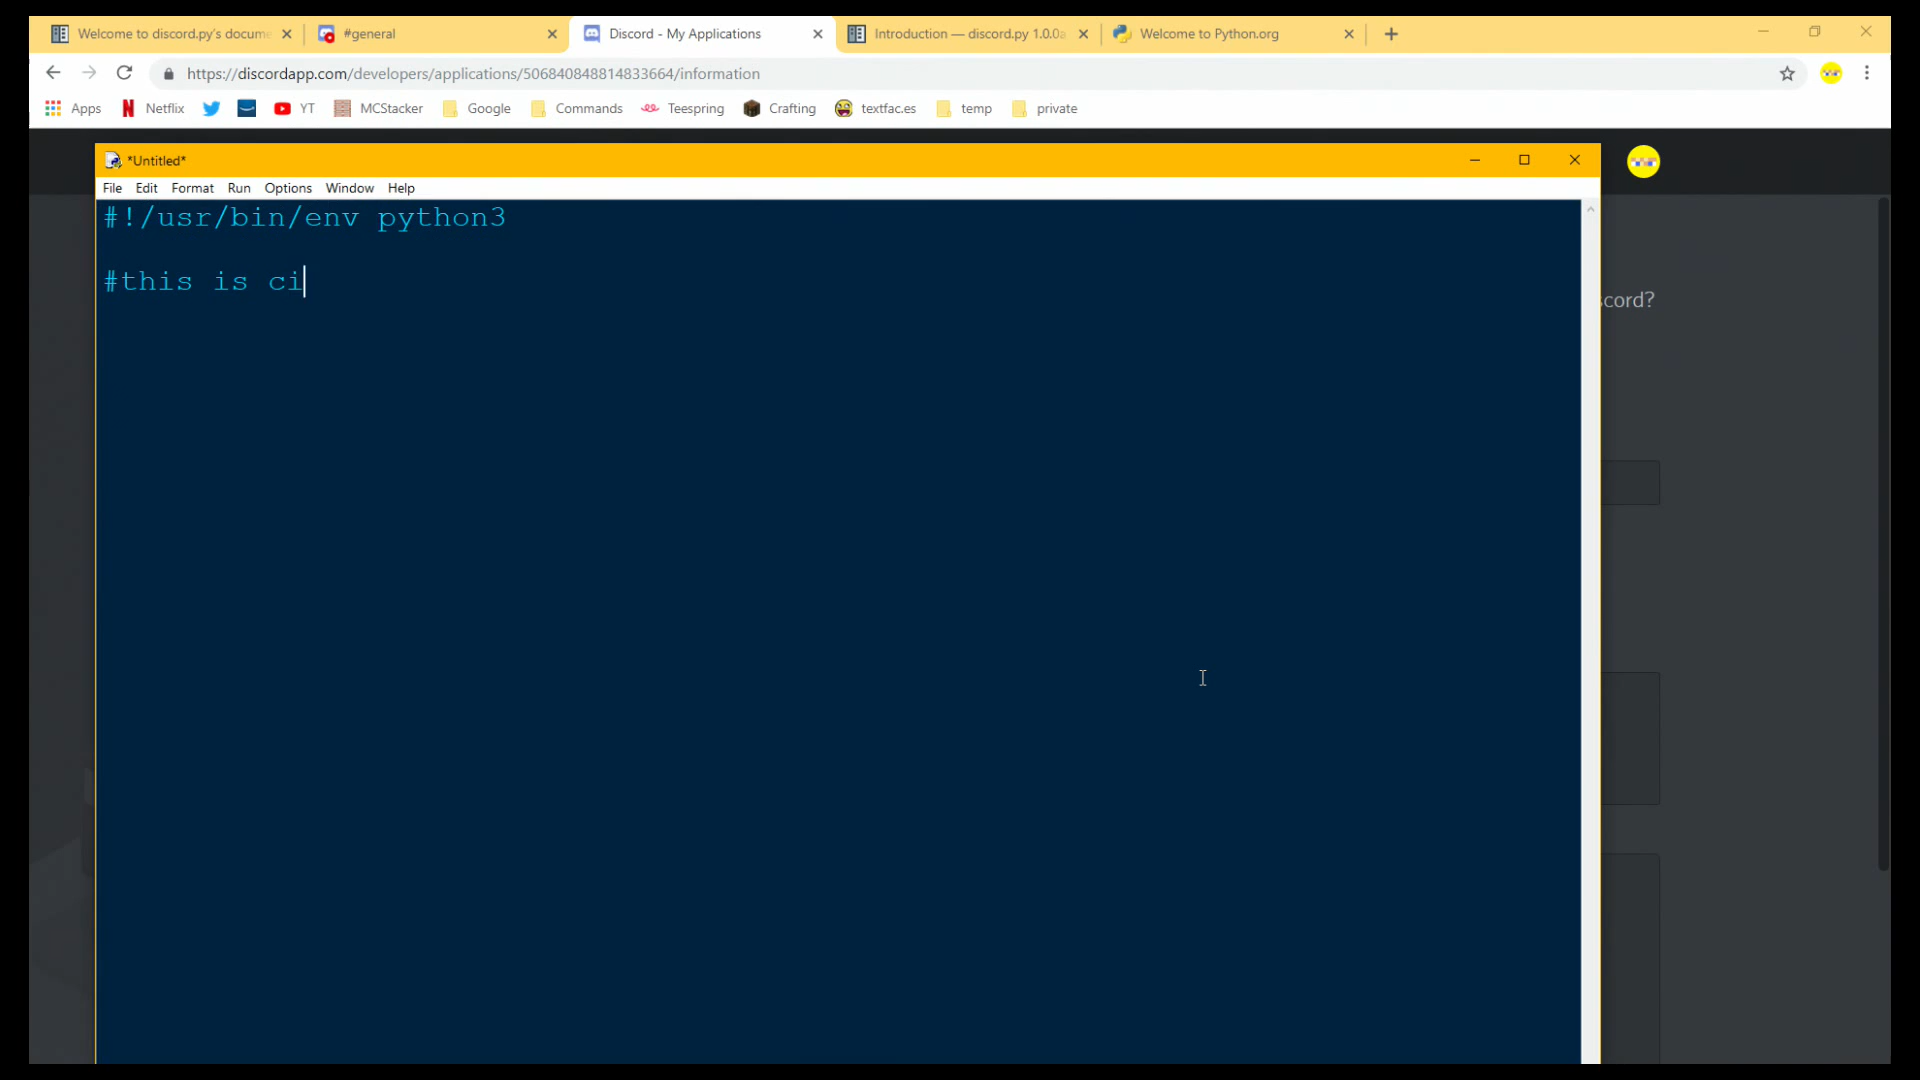 Welcome to discord.py's docume
#general
Discord - My Applications
Introduction — discord.py 1.0.0a
Welcome to Python.org
https://discordapp.com/developers/applications/506840848814833664/information
Apps
Netflix
YT
MCStacker
Google
Commands
Teespring
Crafting
textfac.es
temp
private
*Untitled*
File Edit Format Run Options Window Help
#!/usr/bin/env python3
#this is ci
cord?